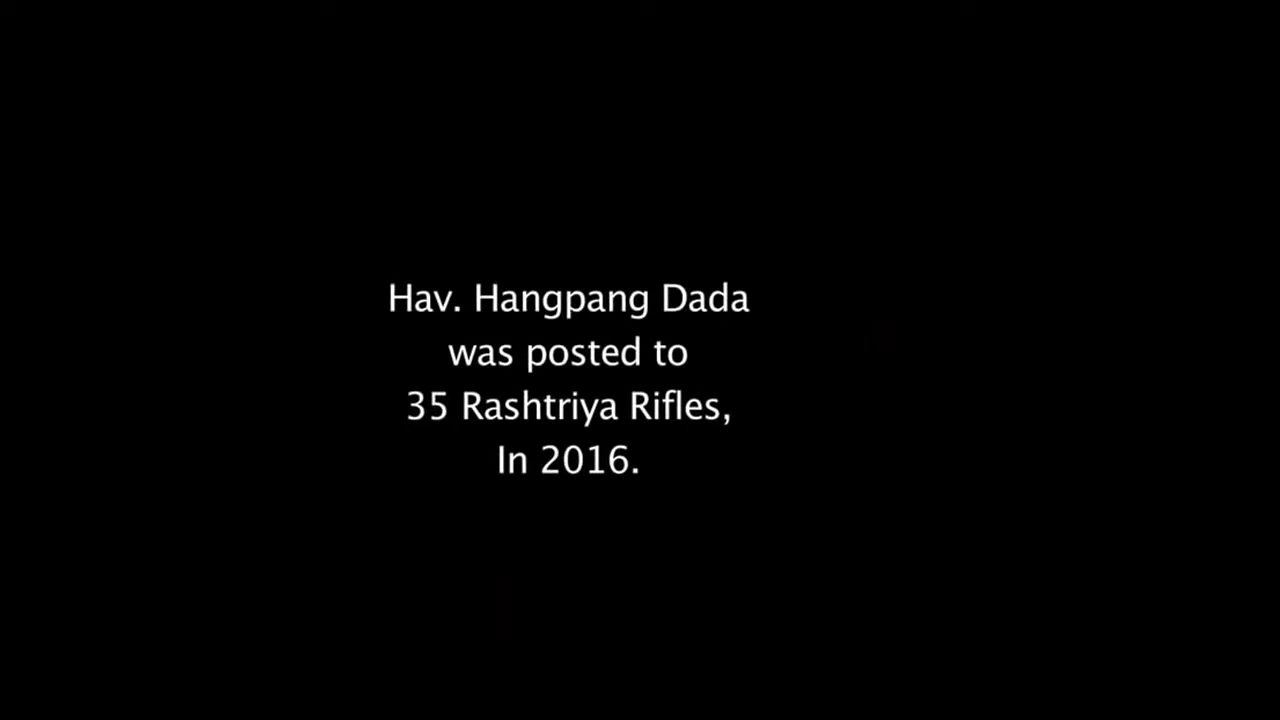 Hav. Hangpang Dada
was posted to
35 Rashtriya Rifles,
In 2016.